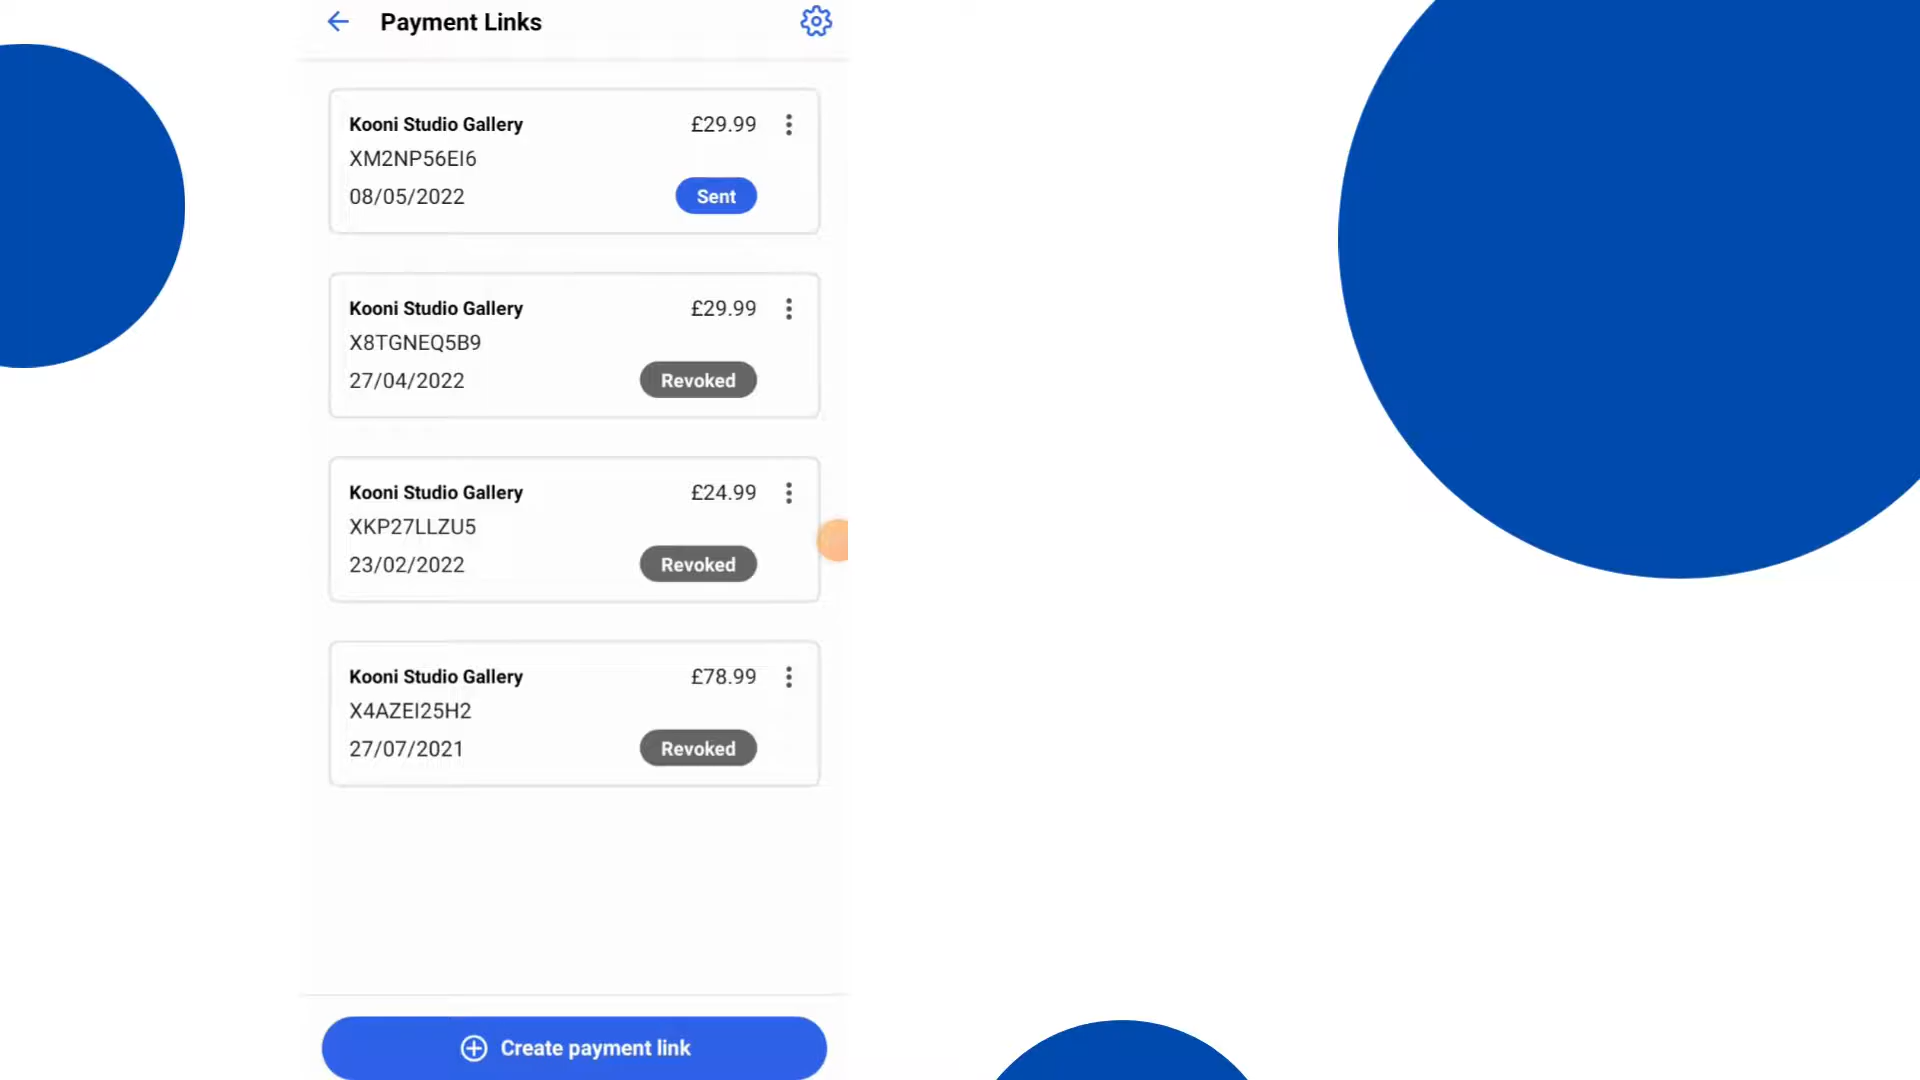 Payment Links
Kooni Studio Gallery £29.99
XM2NP56EI6
08/05/2022 Sent
Kooni Studio Gallery £29.99
X8TGNEQ5B9
27/04/2022 Revoked
Kooni Studio Gallery £24.99
XKP27LLZU5
23/02/2022 Revoked
Kooni Studio Gallery £78.99
X4AZEI25H2
27/07/2021 Revoked
Create payment link